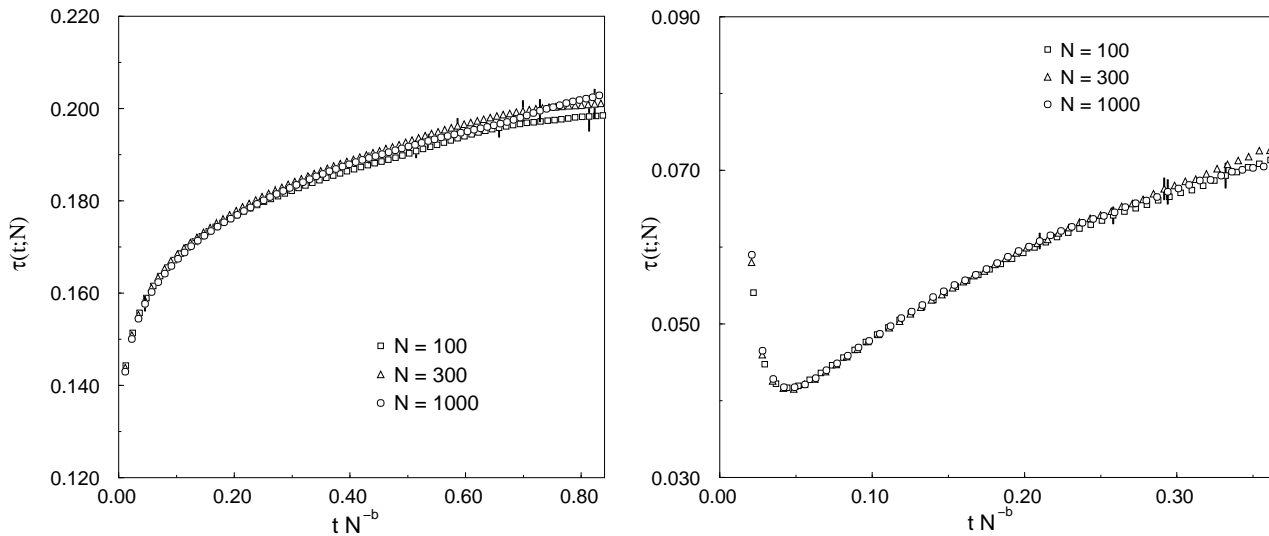 0.220
0.200
0.180
0.160
0.140
0.120
τ(t;N)
N = 100
N = 300
N = 1000
0.00
0.20
0.40
0.60
0.80
t N⁻ᵇ
0.090
0.070
0.050
0.030
τ(t;N)
N = 100
N = 300
N = 1000
0.00
0.10
0.20
0.30
t N⁻ᵇ